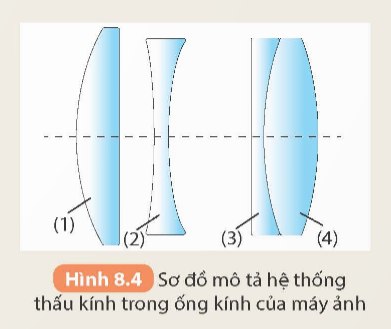 (1)
(2)
(3)
(4)
Hình 8.4 Sơ đồ mô tả hệ thống
thấu kính trong ống kính của máy ảnh